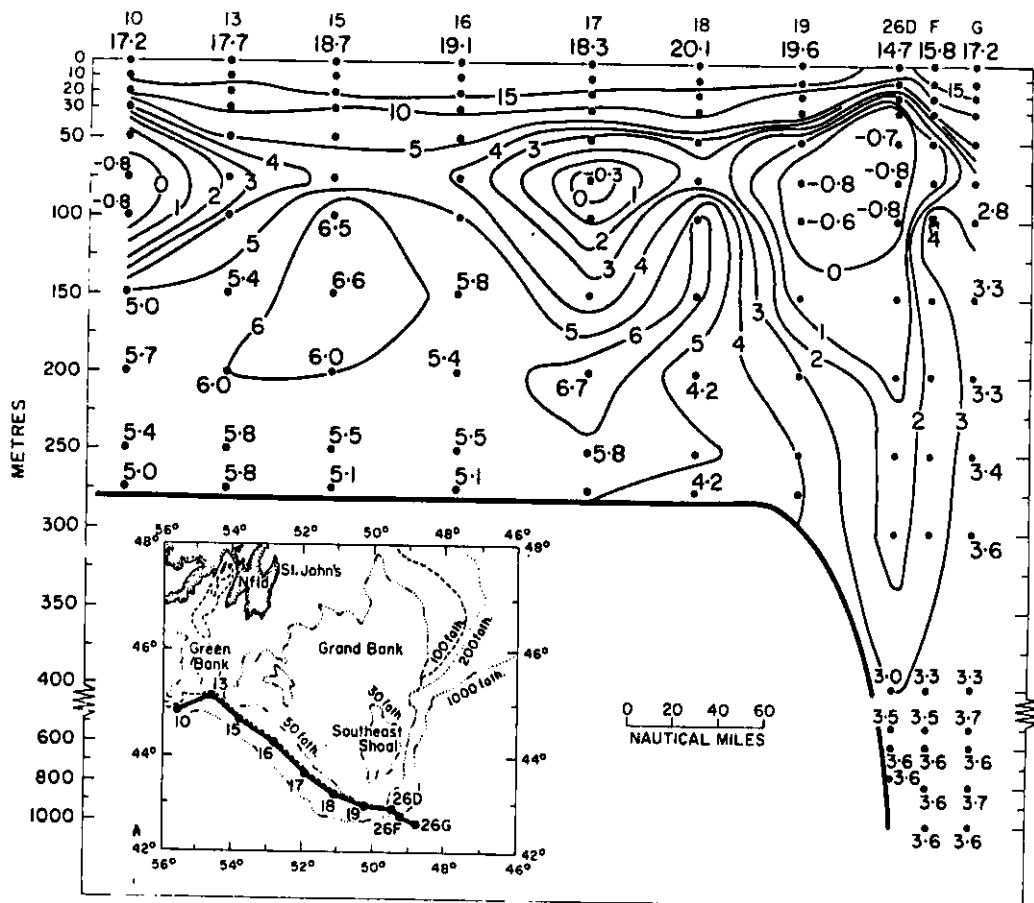 10 13 15 16 17 18 19 26D F G
17·2 17·7 18·7 19·1 18·3 20·1 19·6 14·7 15·8 17·2
0
10
15 15
20
30 10
50
5 4 3 -0·7
-0·8 4 -0·3 -0·8 -0·8
0 3 0 1
2
1
100 -0·8 2 -0·6 -0·8 2·8
5 6·5 4
3 4 0
150 5·0 5·4 6·6 5·8 3·3
6 5 6 3 1
4 2
5
200 5·7 6·0 6·0 5·4 6·7 4·2 3·3
2 3
METRES
250 5·4 5·8 5·5 5·5 5·8 3·4
5·0 5·8 5·1 5·1 4·2
300 3·6
350
400 3·0 3·3 3·3
3·5 3·5 3·7
600
3·6 3·6 3·6
800
3·6 3·7
1000
3·6 3·6
56° 54° 52° 50° 48° 46°
48° 48°
St. John's
Nfld
46° 46°
Green Bank
Grand Bank
100 fath.
200 fath.
1000 fath.
30 fath.
50 fath.
Southeast Shoal
44° 44°
10 13 15 16 17 18 19 26D 26F 26G
A
42° 42°
56° 54° 52° 50° 48° 46°
0 20 40 60
NAUTICAL MILES